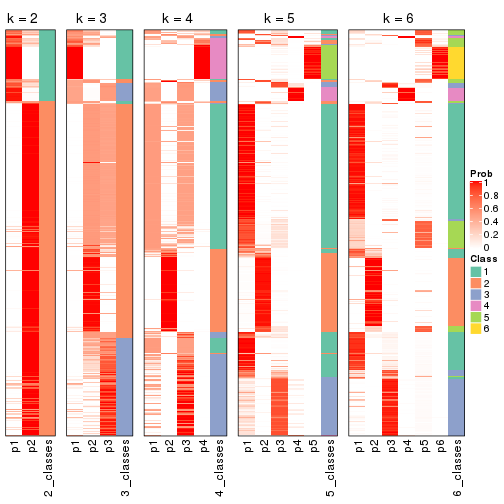 k = 2
k = 3
k = 4
k = 5
k = 6
p1
p2
2_classes
p1
p2
p3
3_classes
p1
p2
p3
p4
4_classes
p1
p2
p3
p4
p5
5_classes
p1
p2
p3
p4
p5
p6
6_classes
Prob
1
0.8
0.6
0.4
0.2
0
Class
1
2
3
4
5
6